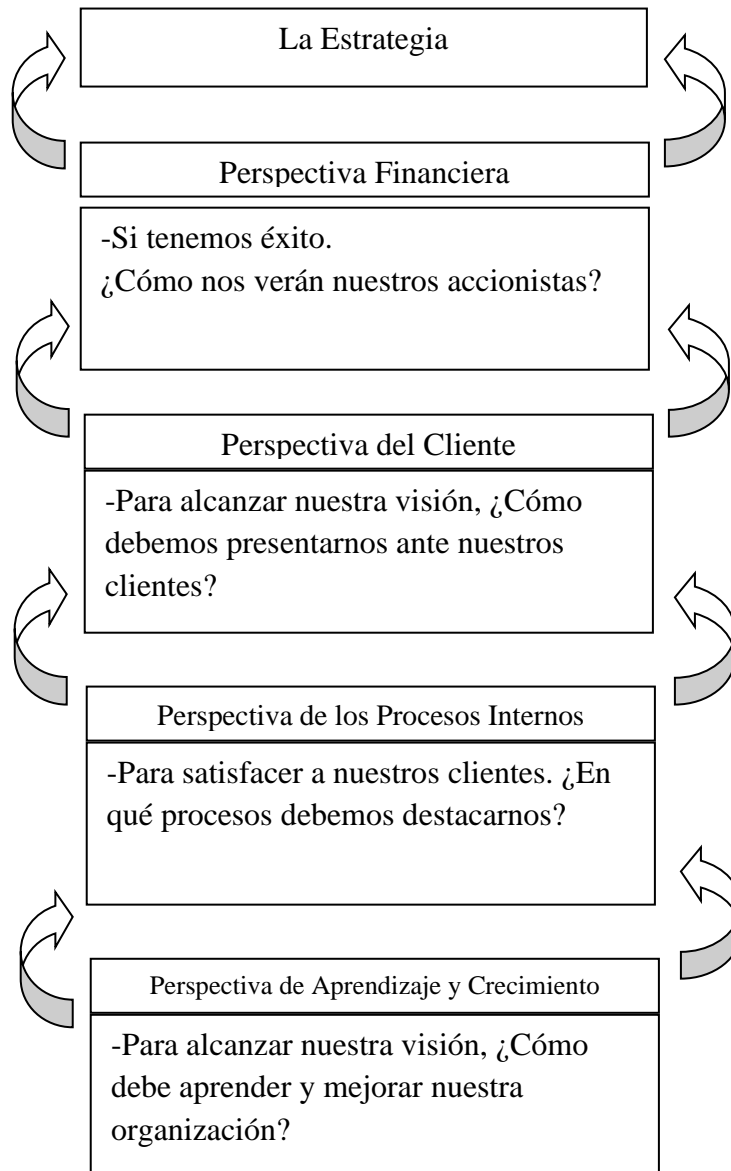 La Estrategia
Perspectiva Financiera
-Si tenemos éxito.
¿Cómo nos verán nuestros accionistas?
Perspectiva del Cliente
-Para alcanzar nuestra visión, ¿Cómo
debemos presentarnos ante nuestros
clientes?
Perspectiva de los Procesos Internos
-Para satisfacer a nuestros clientes. ¿En
qué procesos debemos destacarnos?
Perspectiva de Aprendizaje y Crecimiento
-Para alcanzar nuestra visión, ¿Cómo
debe aprender y mejorar nuestra
organización?